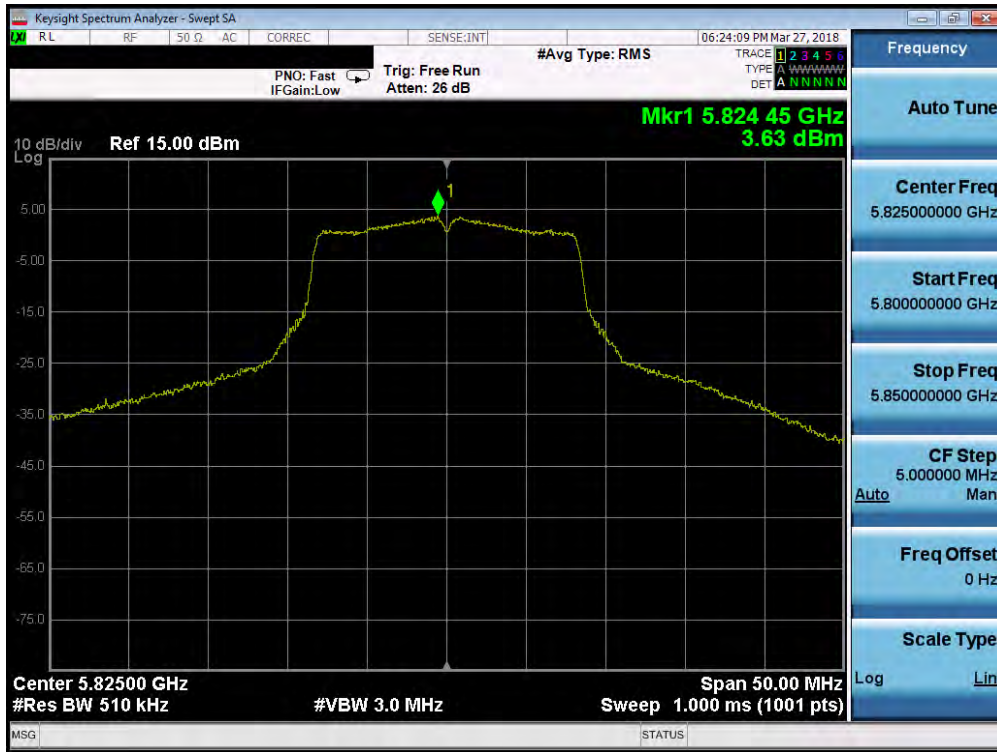 Keysight Spectrum Analyzer - Swept SA
LXI RL RF 50 Ω AC CORREC SENSE:INT 06:24:09 PM Mar 27, 2018
#Avg Type: RMS TRACE 1 2 3 4 5 6
PNO: Fast Trig: Free Run TYPE A WWWWW
IFGain:Low Atten: 26 dB DET A N N N N N
Mkr1 5.824 45 GHz
3.63 dBm
10 dB/div Ref 15.00 dBm
Log
1
5.00
-5.00
-15.0
-25.0
-35.0
-45.0
-55.0
-65.0
-75.0
Center 5.82500 GHz Span 50.00 MHz
#Res BW 510 kHz #VBW 3.0 MHz Sweep 1.000 ms (1001 pts)
MSG STATUS
Frequency
Auto Tune
Center Freq
5.825000000 GHz
Start Freq
5.800000000 GHz
Stop Freq
5.850000000 GHz
CF Step
5.000000 MHz
Auto Man
Freq Offset
0 Hz
Scale Type
Log Lin